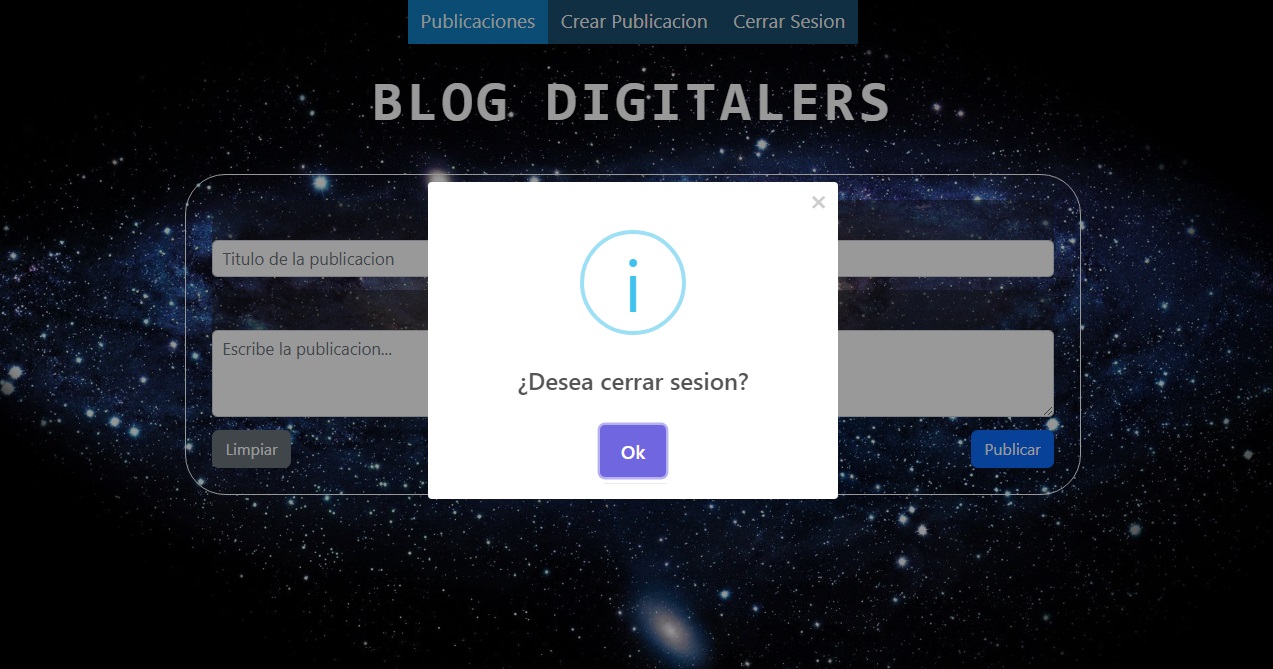 Publicaciones Crear Publicacion Cerrar Sesion
BLOG DIGITALERS
×
i
Titulo de la publicacion
Escribe la publicacion...
¿Desea cerrar sesion?
Ok
Limpiar
Publicar